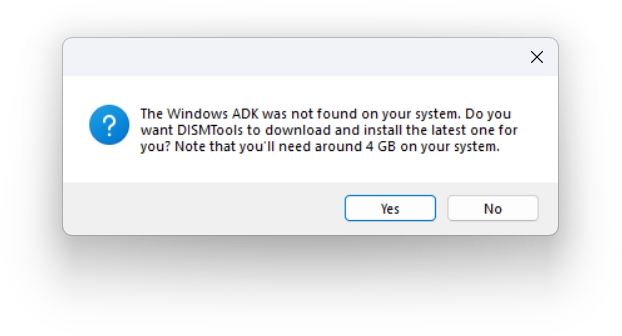 The Windows ADK was not found on your system. Do you
want DISMTools to download and install the latest one for
you? Note that you'll need around 4 GB on your system.
Yes
No